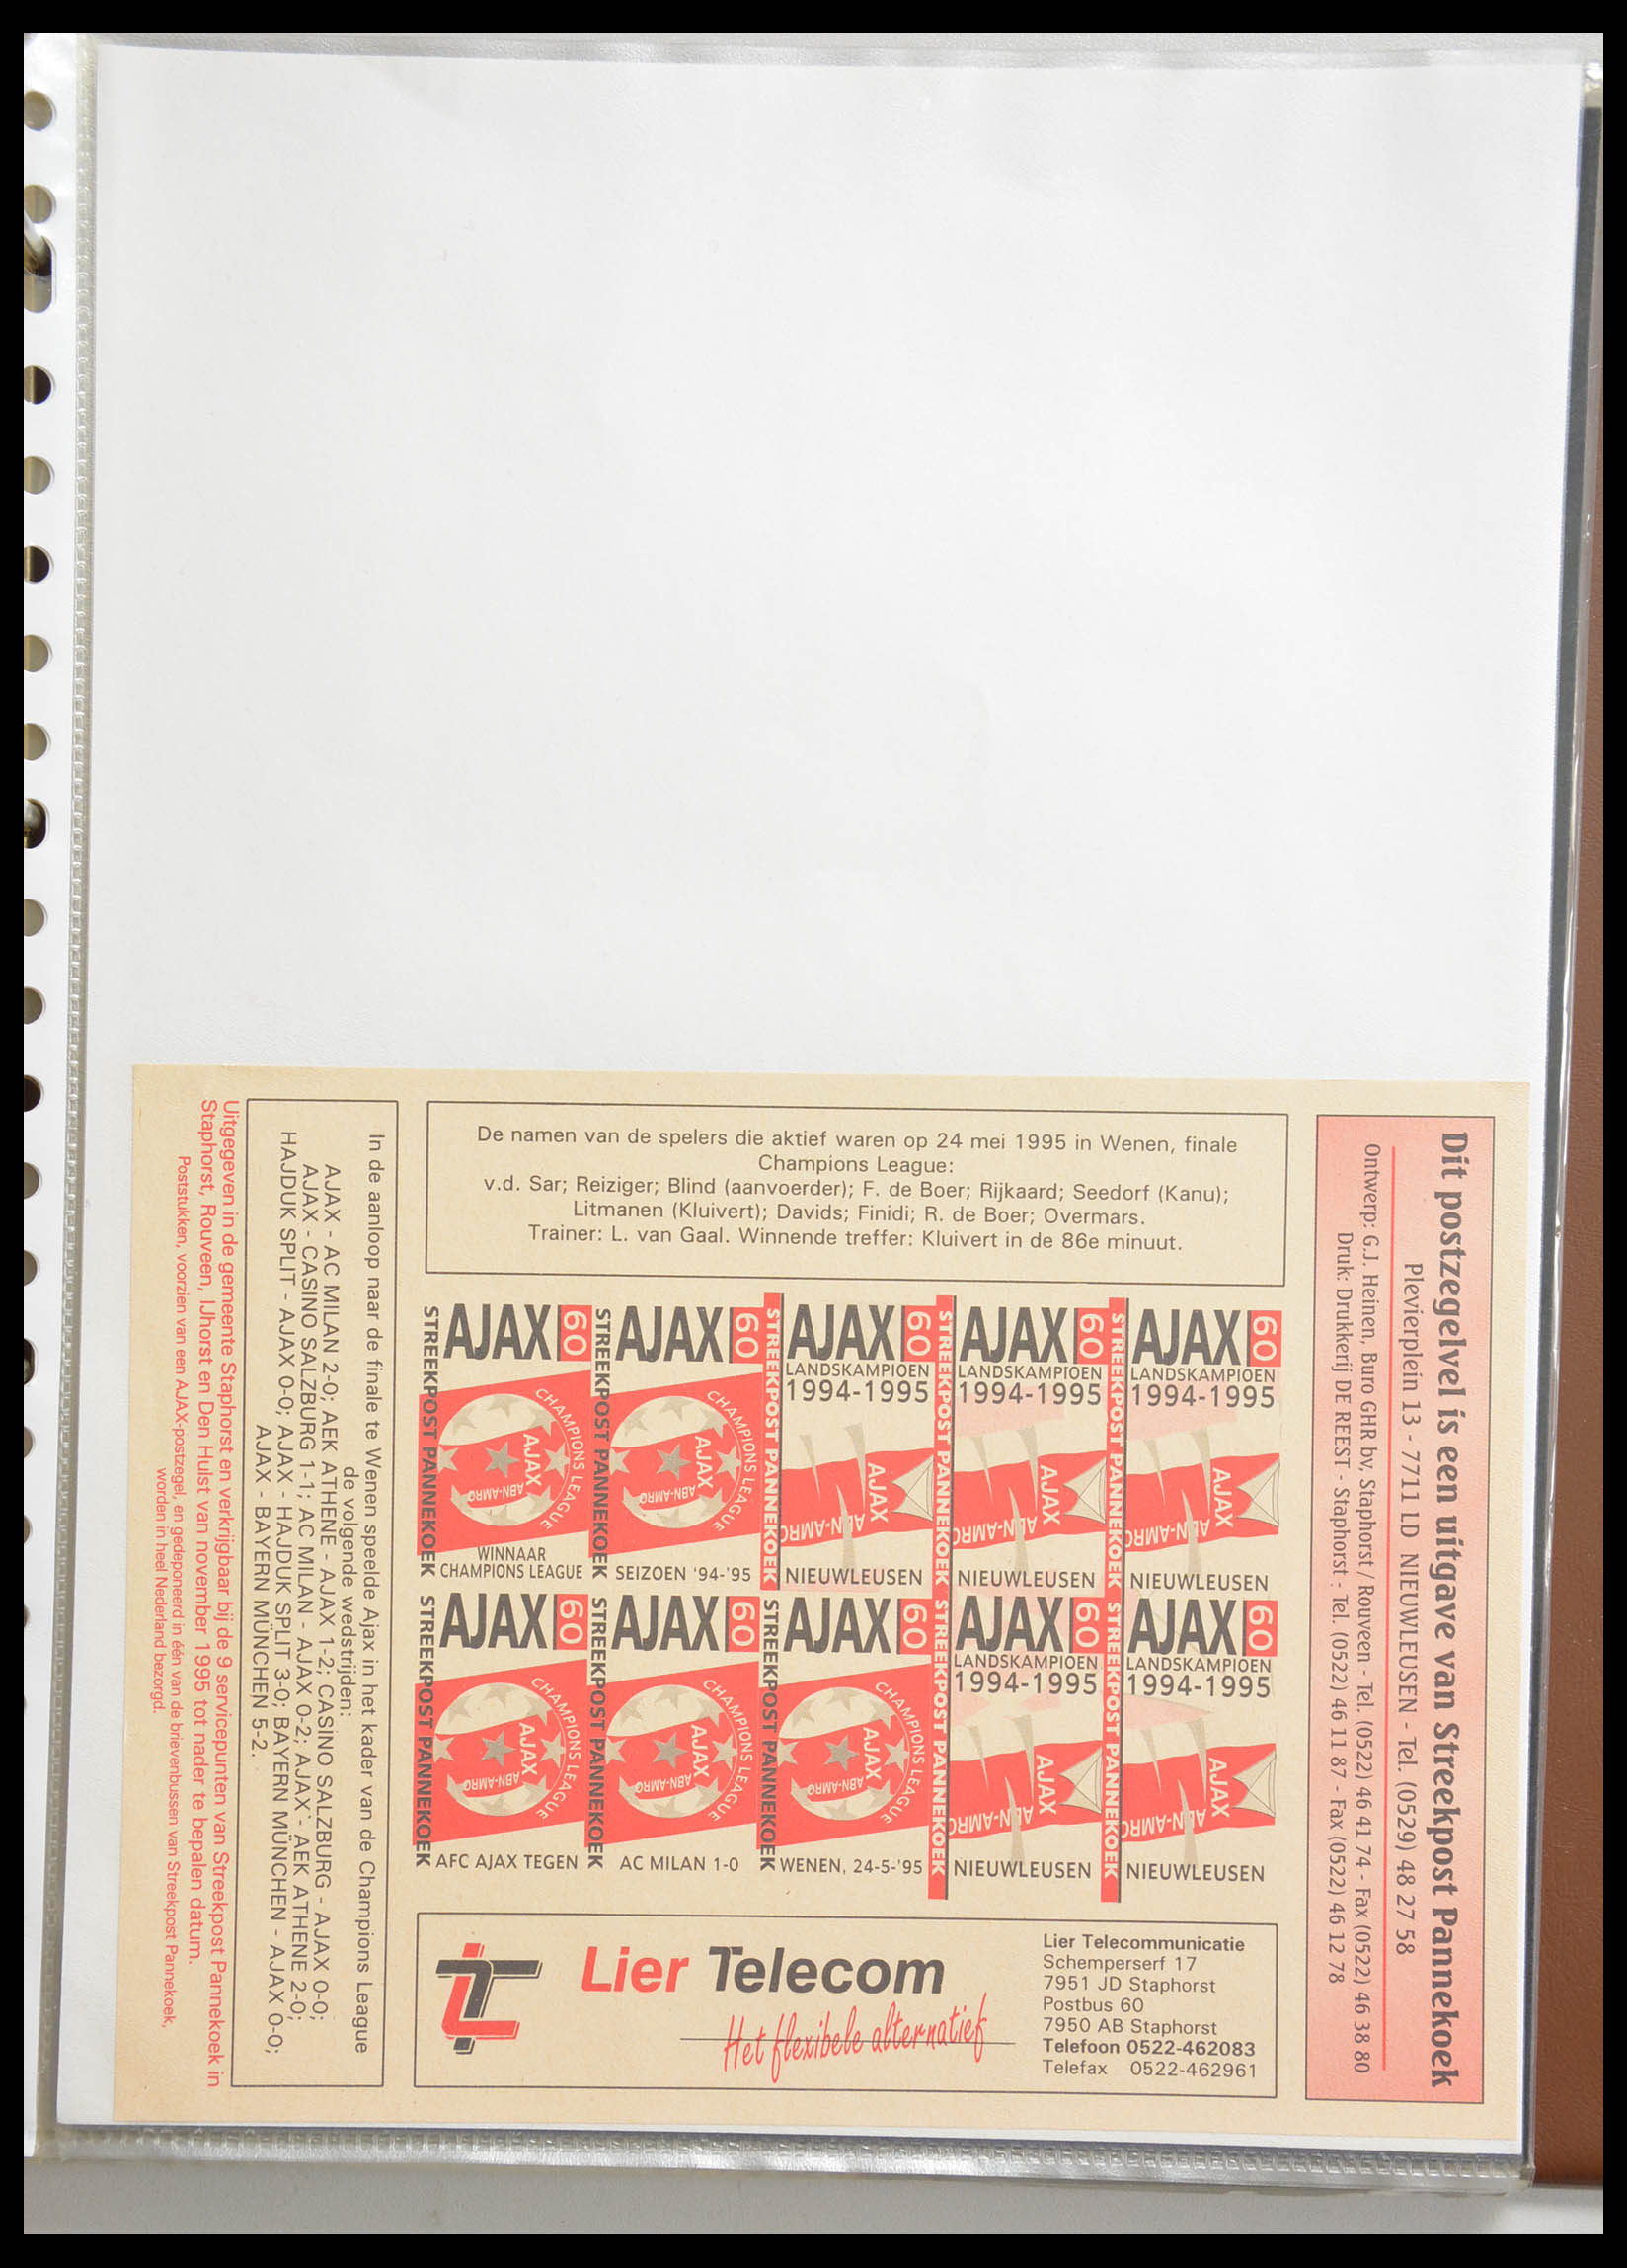 Dit postzegelvel is een uitgave van Streekpost Pannekoek
Plevierplein 13 - 7711 LD NIEUWLEUSEN - Tel. (0529) 48 27 58
Ontwerp: G.J. Heinen, Buro GHR bv, Staphorst / Rouveen - Tel. (0522) 46 41 74 - Fax (0522) 46 38 80
Druk: Drukkerij DE REEST - Staphorst - Tel. (0522) 46 11 87 - Fax (0522) 46 12 78
De namen van de spelers die aktief waren op 24 mei 1995 in Wenen, finale
Champions League:
v.d. Sar; Reiziger; Blind (aanvoerder); F. de Boer; Rijkaard; Seedorf (Kanu);
Litmanen (Kluivert); Davids; Finidi; R. de Boer; Overmars.
Trainer: L. van Gaal. Winnende treffer: Kluivert in de 86e minuut.
STREEKPOST PANNEKOEK
AJAX 60
CHAMPIONS LEAGUE
AJAX
ABN-AMRO
WINNAAR
CHAMPIONS LEAGUE
STREEKPOST PANNEKOEK
AJAX 60
CHAMPIONS LEAGUE
AJAX
ABN-AMRO
SEIZOEN '94-'95
STREEKPOST PANNEKOEK
AJAX 60
LANDSKAMPIOEN
1994-1995
AJAX
ABN-AMRO
NIEUWLEUSEN
STREEKPOST PANNEKOEK
AJAX 60
LANDSKAMPIOEN
1994-1995
AJAX
ABN-AMRO
NIEUWLEUSEN
STREEKPOST PANNEKOEK
AJAX 60
LANDSKAMPIOEN
1994-1995
AJAX
ABN-AMRO
NIEUWLEUSEN
STREEKPOST PANNEKOEK
AJAX 60
CHAMPIONS LEAGUE
AJAX
ABN-AMRO
AFC AJAX TEGEN
STREEKPOST PANNEKOEK
AJAX 60
CHAMPIONS LEAGUE
AJAX
ABN-AMRO
AC MILAN 1-0
STREEKPOST PANNEKOEK
AJAX 60
CHAMPIONS LEAGUE
AJAX
ABN-AMRO
WENEN, 24-5-'95
STREEKPOST PANNEKOEK
AJAX 60
LANDSKAMPIOEN
1994-1995
AJAX
ABN-AMRO
NIEUWLEUSEN
STREEKPOST PANNEKOEK
AJAX 60
LANDSKAMPIOEN
1994-1995
AJAX
ABN-AMRO
NIEUWLEUSEN
Lier Telecom
Het flexibele alternatief
Lier Telecommunicatie
Schemperserf 17
7951 JD Staphorst
Postbus 60
7950 AB Staphorst
Telefoon 0522-462083
Telefax 0522-462961
In de aanloop naar de finale te Wenen speelde Ajax in het kader van de Champions League
de volgende wedstrijden:
AJAX - AC MILAN 2-0; AEK ATHENE - AJAX 1-2; CASINO SALZBURG - AJAX 0-0;
AJAX - CASINO SALZBURG 1-1; AC MILAN - AJAX 0-2; AJAX - AEK ATHENE 2-0;
HAJDUK SPLIT - AJAX 0-0; AJAX - HAJDUK SPLIT 3-0; BAYERN MÜNCHEN - AJAX 0-0;
AJAX - BAYERN MÜNCHEN 5-2.
Uitgegeven in de gemeente Staphorst en verkrijgbaar bij de 9 servicepunten van Streekpost Pannekoek in
Staphorst, Rouveen, IJhorst en Den Hulst van november 1995 tot nader te bepalen datum.
Poststukken, voorzien van een AJAX-postzegel, en gedeponeerd in één van de brievenbussen van Streekpost Pannekoek,
worden in heel Nederland bezorgd.